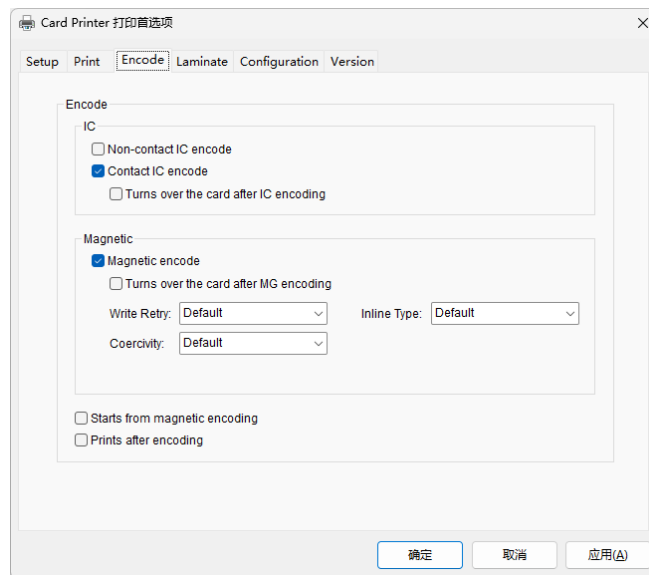 Card Printer 打印首选项
Setup Print Encode Laminate Configuration Version
Encode
IC
Non-contact IC encode
Contact IC encode
Turns over the card after IC encoding
Magnetic
Magnetic encode
Turns over the card after MG encoding
Write Retry: Default Inline Type: Default
Coercivity: Default
Starts from magnetic encoding
Prints after encoding
确定 取消 应用(A)